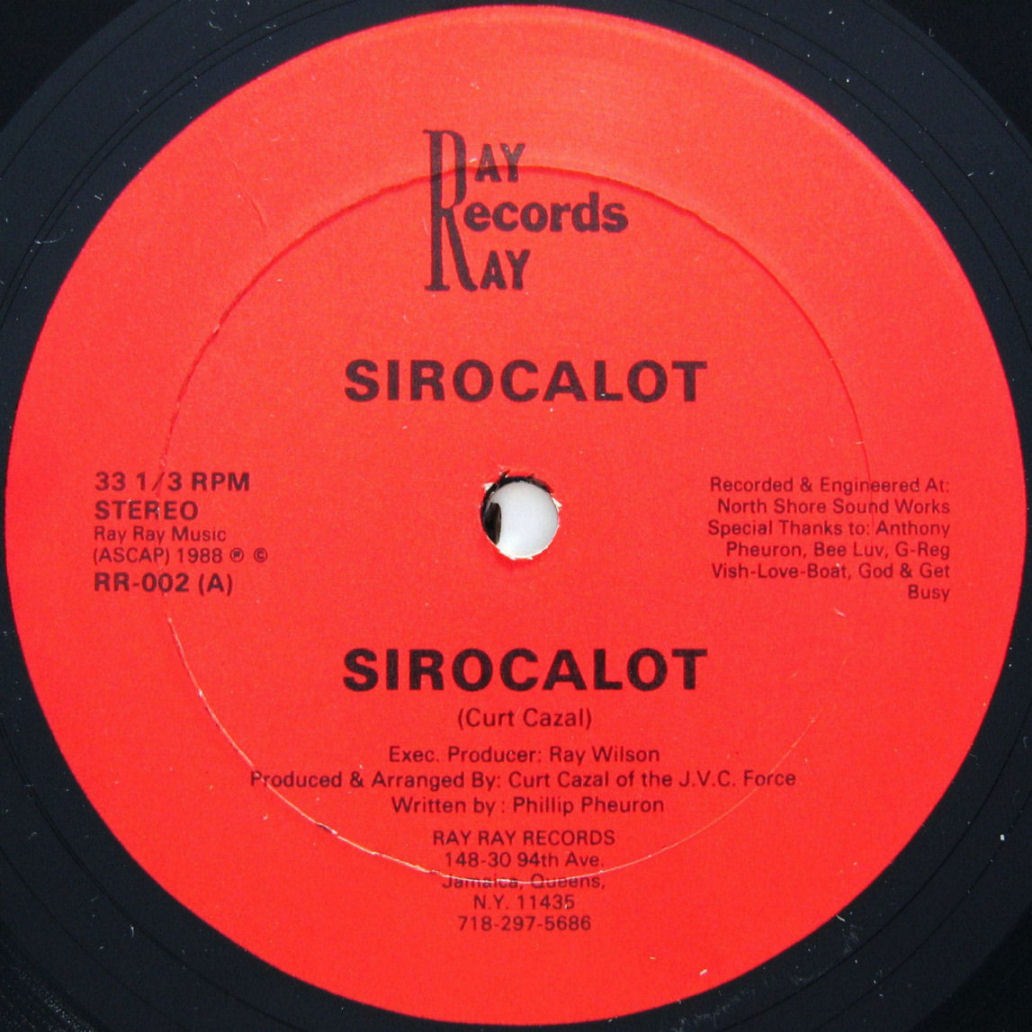 RAY
Records
RAY
SIROCALOT
33 1/3 RPM
STEREO
Ray Ray Music
(ASCAP) 1988 ℗ ©
RR-002 (A)
Recorded & Engineered At:
North Shore Sound Works
Special Thanks to: Anthony
Pheuron, Bee Luv, G-Reg
Vish-Love-Boat, God & Get
Busy
SIROCALOT
(Curt Cazal)
Exec. Producer: Ray Wilson
Produced & Arranged By: Curt Cazal of the J.V.C. Force
Written by : Phillip Pheuron
RAY RAY RECORDS
148-30 94th Ave.
Jamaica, Queens,
N.Y. 11435
718-297-5686